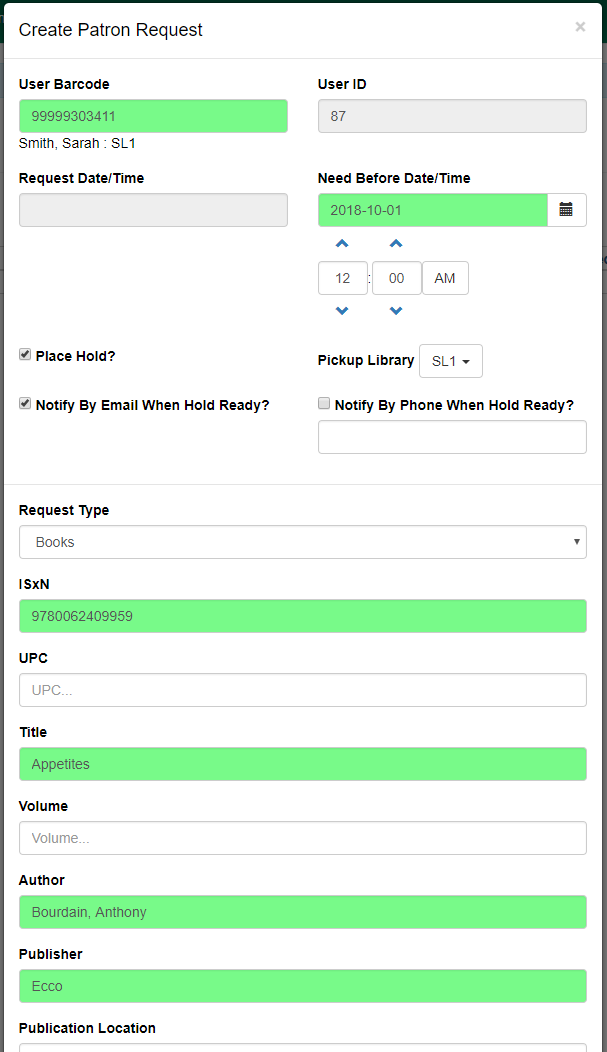 Create Patron Request ×
User Barcode User ID
99999303411 87
Smith, Sarah : SL1
Request Date/Time Need Before Date/Time
2018-10-01
12 : 00 AM
Place Hold? Pickup Library SL1
Notify By Email When Hold Ready? Notify By Phone When Hold Ready?
Request Type
Books
ISxN
9780062409959
UPC
UPC...
Title
Appetites
Volume
Volume...
Author
Bourdain, Anthony
Publisher
Ecco
Publication Location